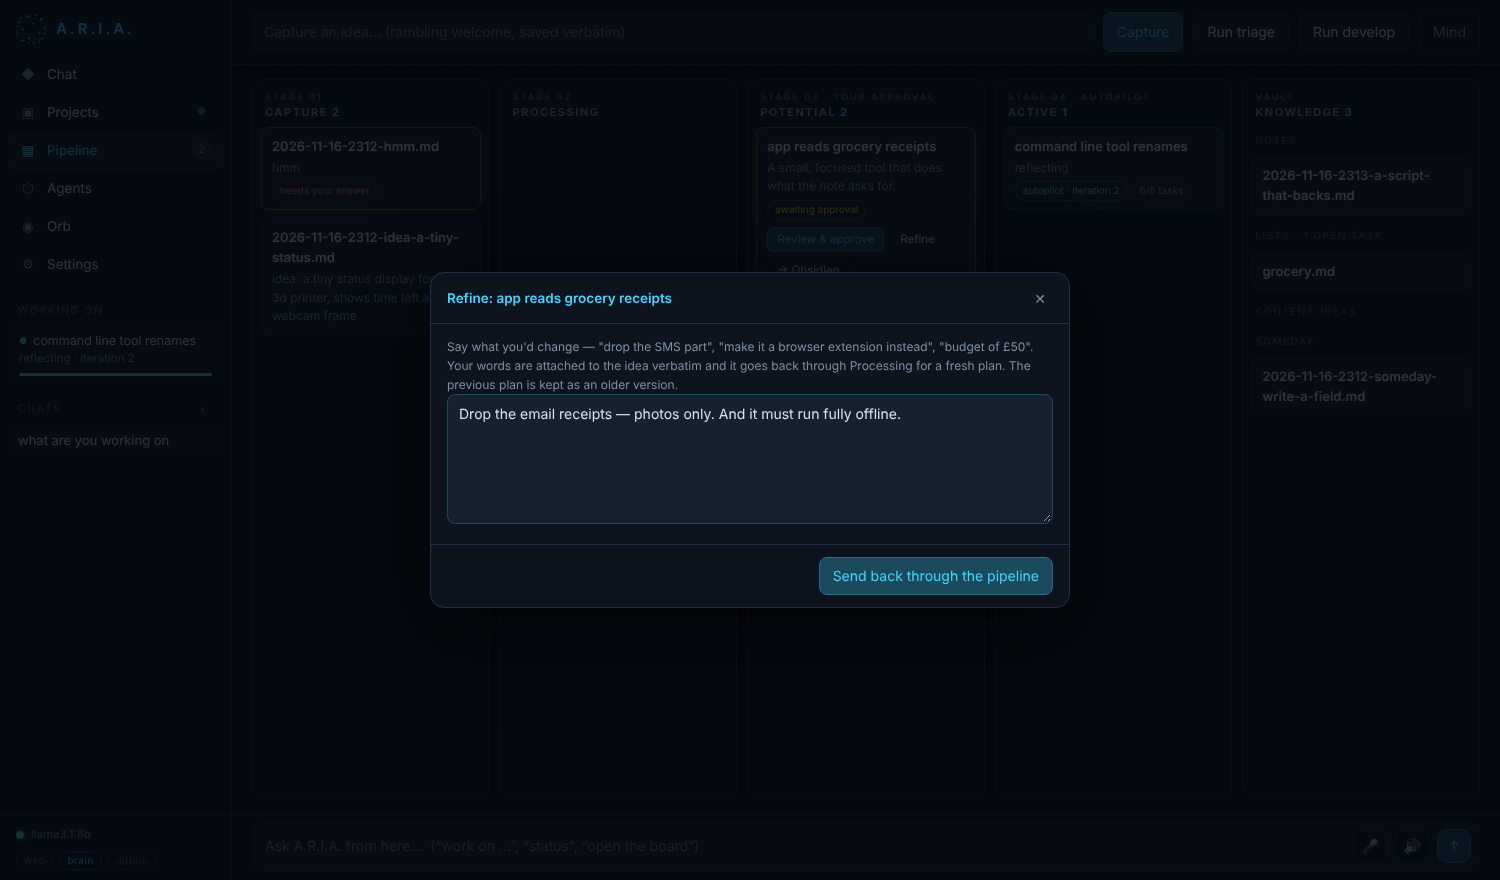 A.R.I.A.
Capture an idea... (rambling welcome, saved verbatim)
Capture
Run triage
Run develop
Mind
Chat
Projects
Pipeline
2
Agents
Orb
Settings
WORKING ON
command line tool renames
reflecting · iteration 2
CHATS
+
what are you working on
llama3.1:8b
web
brain
github
STAGE 01
CAPTURE 2
2026-11-16-2312-hmm.md
hmm
needs your answer
2026-11-16-2312-idea-a-tiny-
status.md
idea: a tiny status display for
3d printer, shows time left a
webcam frame
STAGE 02
PROCESSING
STAGE 03 · YOUR APPROVAL
POTENTIAL 2
app reads grocery receipts
A small, focused tool that does
what the note asks for.
awaiting approval
Review & approve
Refine
→ Obsidian
STAGE 04 · AUTOPILOT
ACTIVE 1
command line tool renames
reflecting
autopilot · iteration 2
6/6 tasks
VAULT
KNOWLEDGE 3
NOTES
2026-11-16-2313-a-script-
that-backs.md
LISTS · 1 OPEN TASK
grocery.md
CONTENT-IDEAS
SOMEDAY
2026-11-16-2312-someday-
write-a-field.md
Refine: app reads grocery receipts
×
Say what you'd change — "drop the SMS part", "make it a browser extension instead", "budget of £50".
Your words are attached to the idea verbatim and it goes back through Processing for a fresh plan. The
previous plan is kept as an older version.
Drop the email receipts — photos only. And it must run fully offline.
Send back through the pipeline
Ask A.R.I.A. from here... (“work on ...”, “status”, “open the board”)